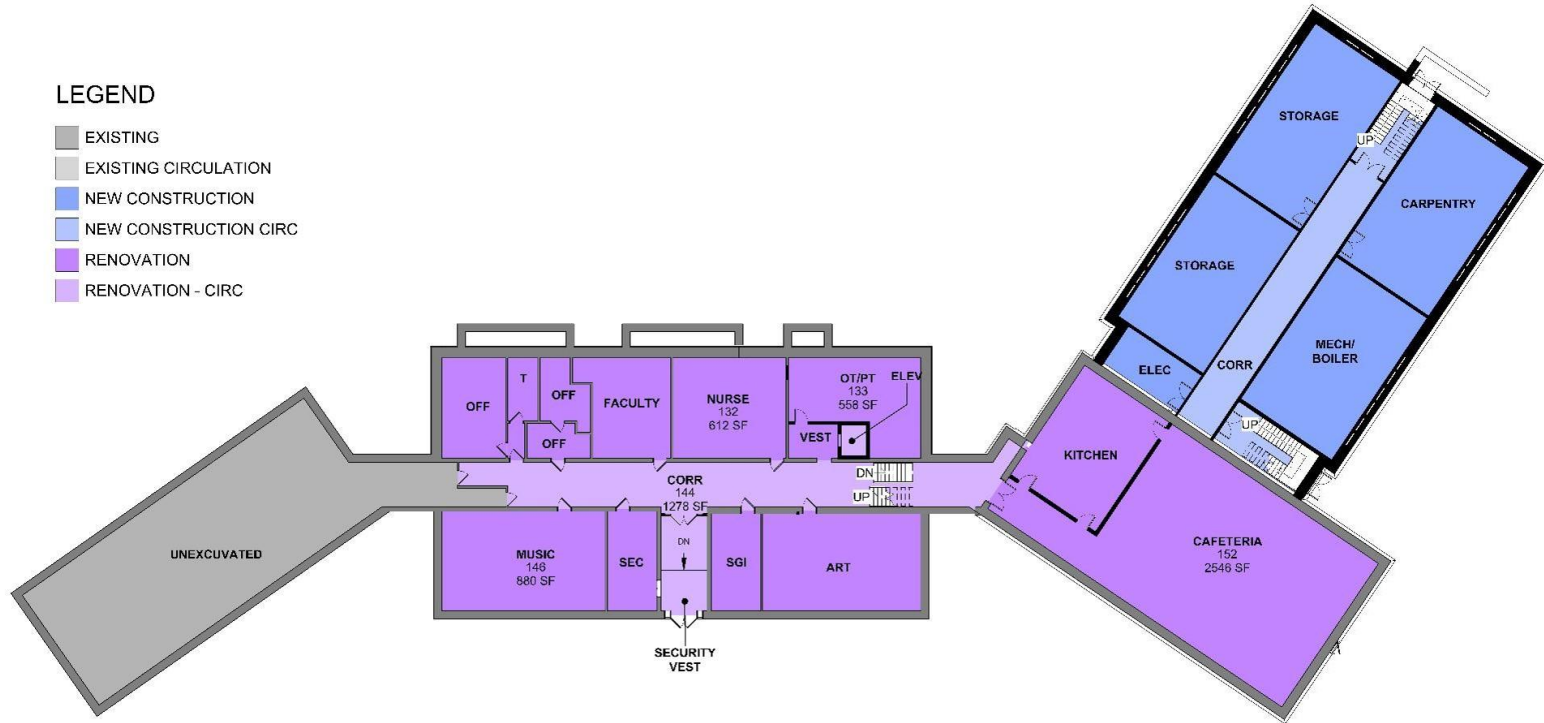 LEGEND
EXISTING
EXISTING CIRCULATION
NEW CONSTRUCTION
NEW CONSTRUCTION CIRC
RENOVATION
RENOVATION - CIRC
STORAGE
UP
CARPENTRY
STORAGE
MECH/
BOILER
ELEC
CORR
UP
OFF
T
OFF
OFF
FACULTY
NURSE
132
612 SF
OT/PT
133
558 SF
ELEV
VEST
KITCHEN
CORR
144
1278 SF
DN
UP
UNEXCUVATED
MUSIC
146
880 SF
SEC
DN
SGI
ART
CAFETERIA
152
2546 SF
SECURITY
VEST